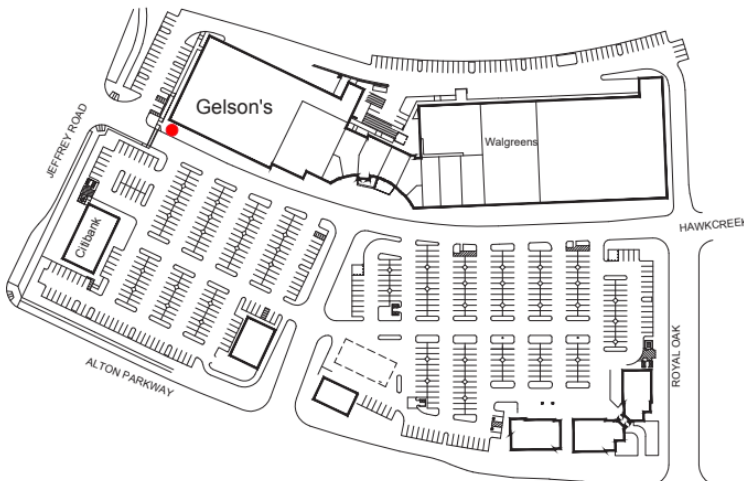 Gelson's
Walgreens
JEFFREY ROAD
Citibank
HAWKCREEK
ROYAL OAK
ALTON PARKWAY